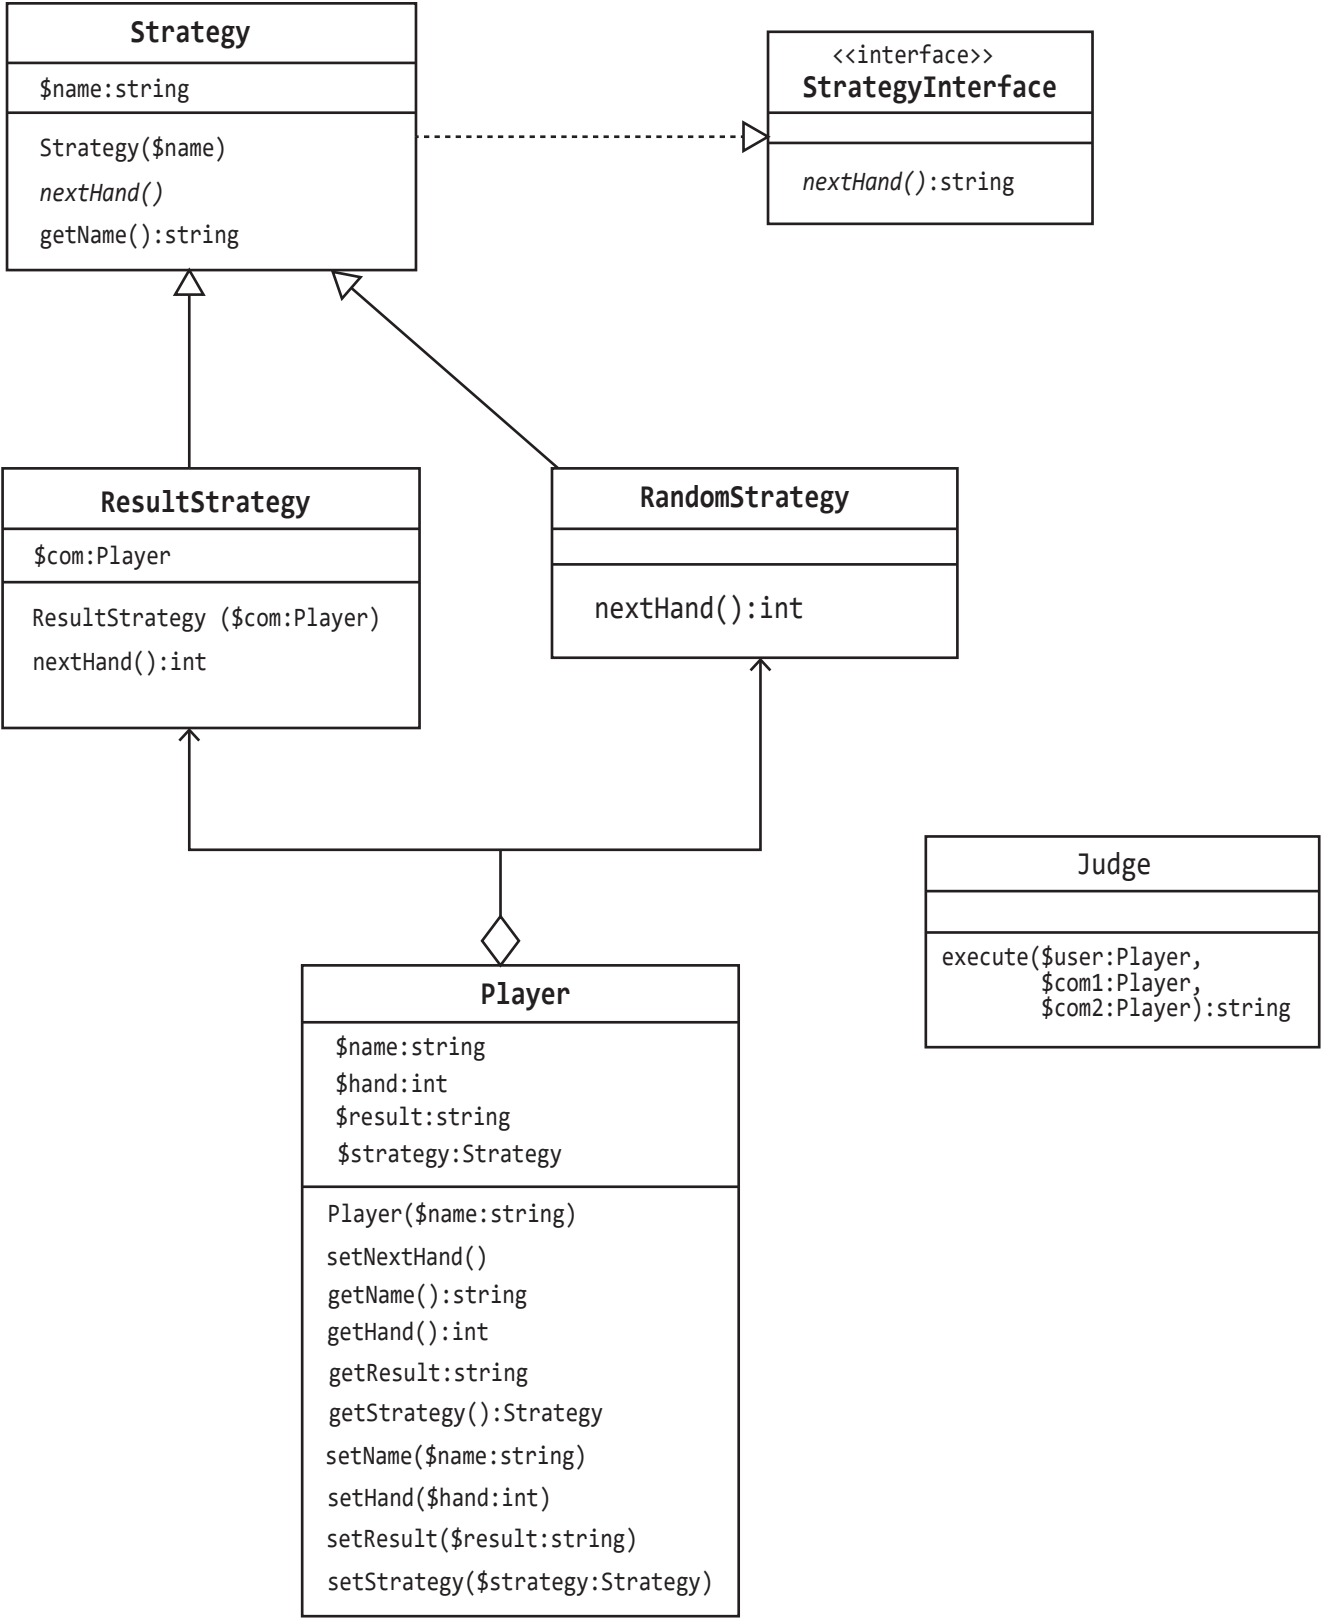 Strategy
$name:string
Strategy($name)
nextHand()
getName():string
<<interface>>
StrategyInterface
nextHand():string
ResultStrategy
$com:Player
ResultStrategy ($com:Player)
nextHand():int
RandomStrategy
nextHand():int
Judge
execute($user:Player,
$com1:Player,
$com2:Player):string
Player
$name:string
$hand:int
$result:string
$strategy:Strategy
Player($name:string)
setNextHand()
getName():string
getHand():int
getResult:string
getStrategy():Strategy
setName($name:string)
setHand($hand:int)
setResult($result:string)
setStrategy($strategy:Strategy)